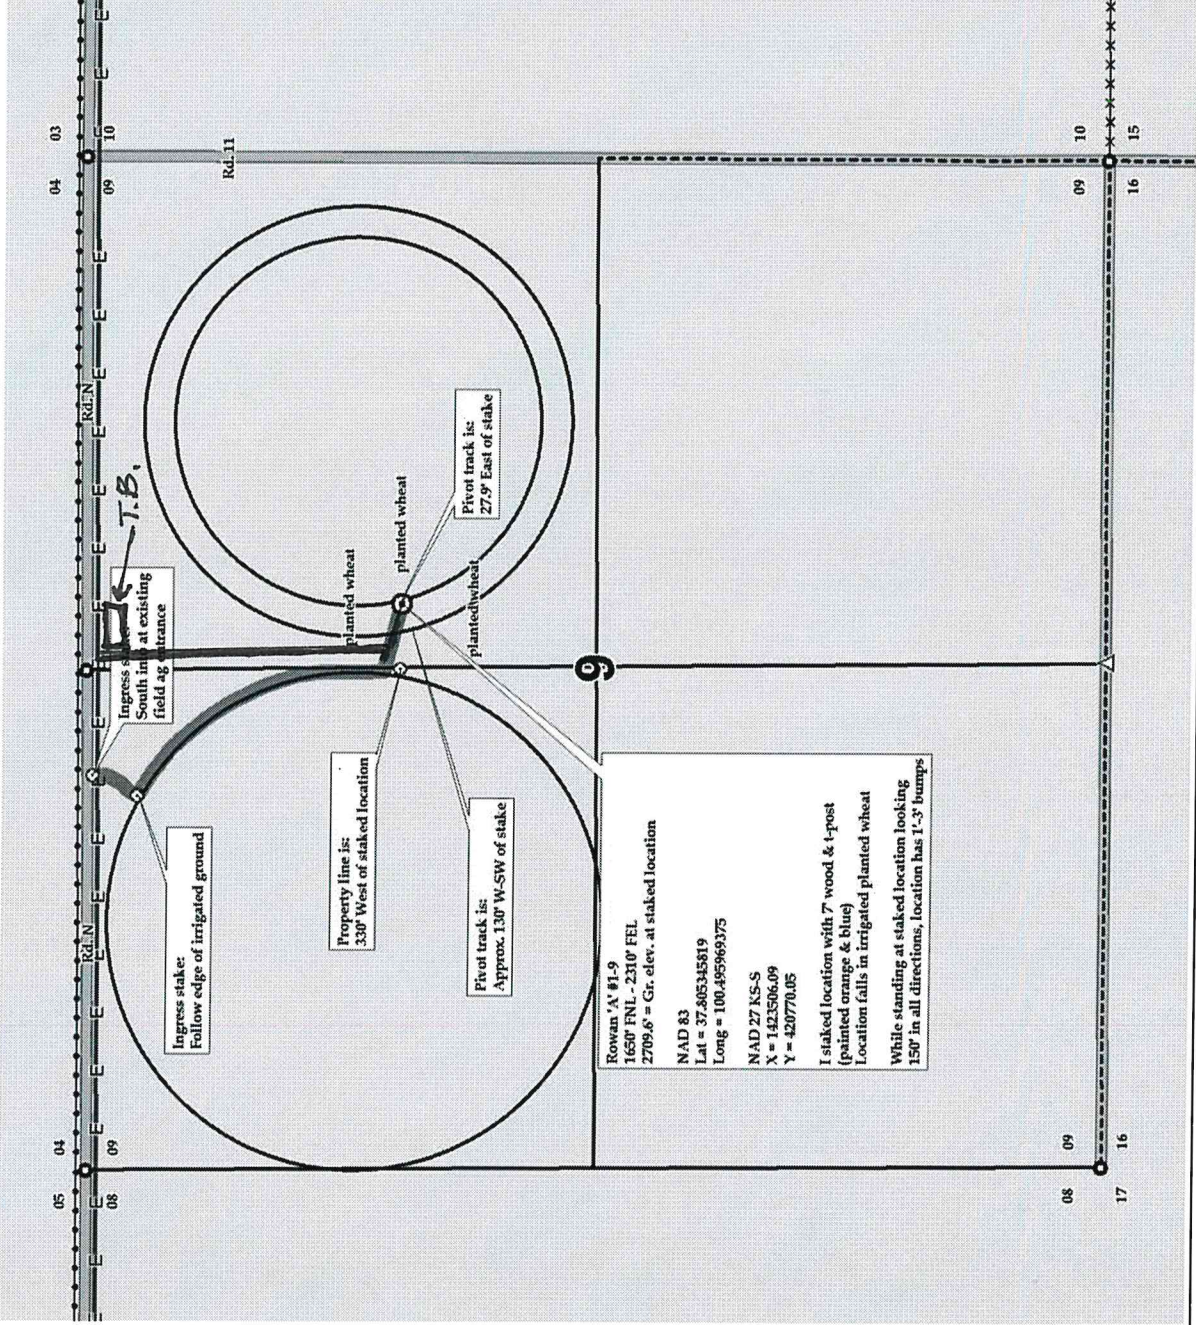 05
04
08
09
Rd. N
Rd. N
04
03
09
10
Rd. 11
T.B.
Ingress
South into at existing
field ag entrance
Ingress stake:
Follow edge of irrigated ground
planted wheat
planted wheat
planted wheat
Property line is:
330' West of staked location
Pivot track is:
27.9' East of stake
Pivot track is:
Approx. 130' W-SW of stake
9
Rowan 'A' #1-9
1650' FNL - 2310' FEL
2709.6' = Gr. elev. at staked location
NAD 83
Lat = 37.805345819
Long = 100.495969375
NAD 27 KS-S
X = 1423506.09
Y = 420770.05
I staked location with 7' wood & t-post
(painted orange & blue)
Location falls in irrigated planted wheat
While standing at staked location looking
150' in all directions, location has 1'-3' bumps
08
09
17
16
09
10
16
15